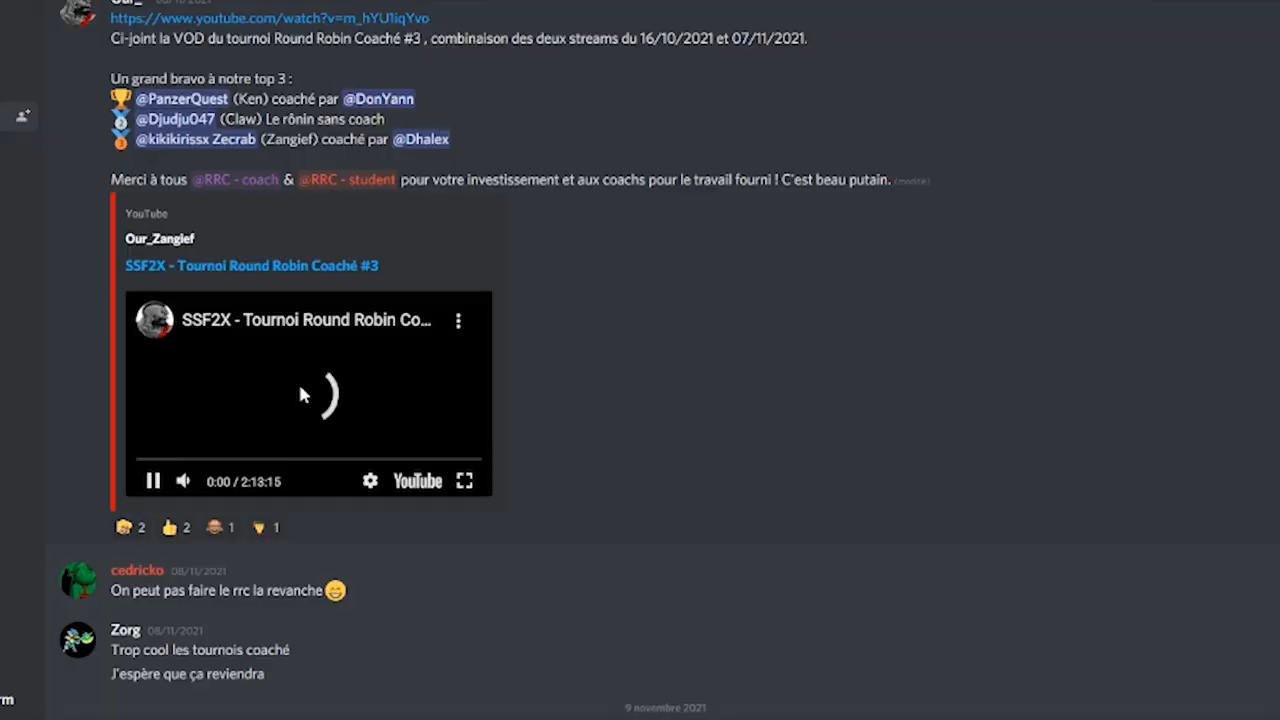 Our_ 08/11/2021
https://www.youtube.com/watch?v=m_hYU1iqYvo
Ci-joint la VOD du tournoi Round Robin Coaché #3 , combinaison des deux streams du 16/10/2021 et 07/11/2021.
Un grand bravo à notre top 3 :
@PanzerQuest (Ken) coaché par @DonYann
@Djudju047 (Claw) Le rônin sans coach
@kikikirissx Zecrab (Zangief) coaché par @Dhalex
Merci à tous @RRC - coach & @RRC - student pour votre investissement et aux coachs pour le travail fourni ! C'est beau putain. (modifié)
YouTube
Our_Zangief
SSF2X - Tournoi Round Robin Coaché #3
SSF2X - Tournoi Round Robin Co...
0:00 / 2:13:15 YouTube
2 2 1 1
cedricko 08/11/2021
On peut pas faire le rrc la revanche
Zorg 08/11/2021
Trop cool les tournois coaché
J'espère que ça reviendra
rm
9 novembre 2021